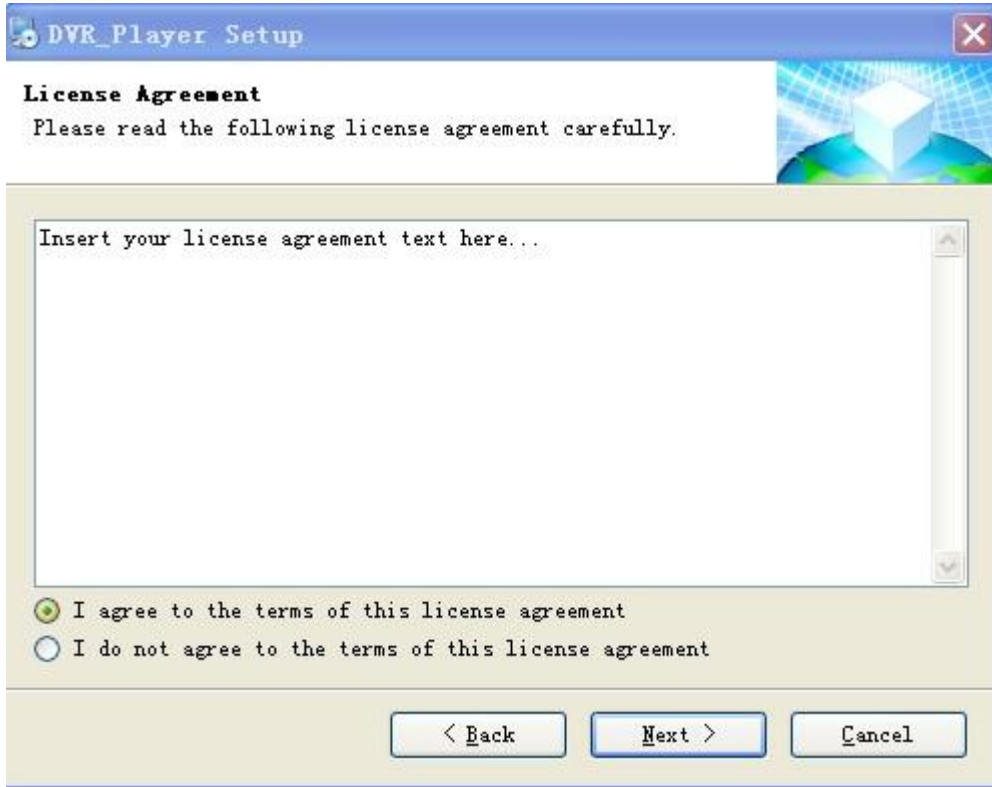 DVR_Player Setup
License Agreement
Please read the following license agreement carefully.
Insert your license agreement text here...
I agree to the terms of this license agreement
I do not agree to the terms of this license agreement
< Back
Next >
Cancel